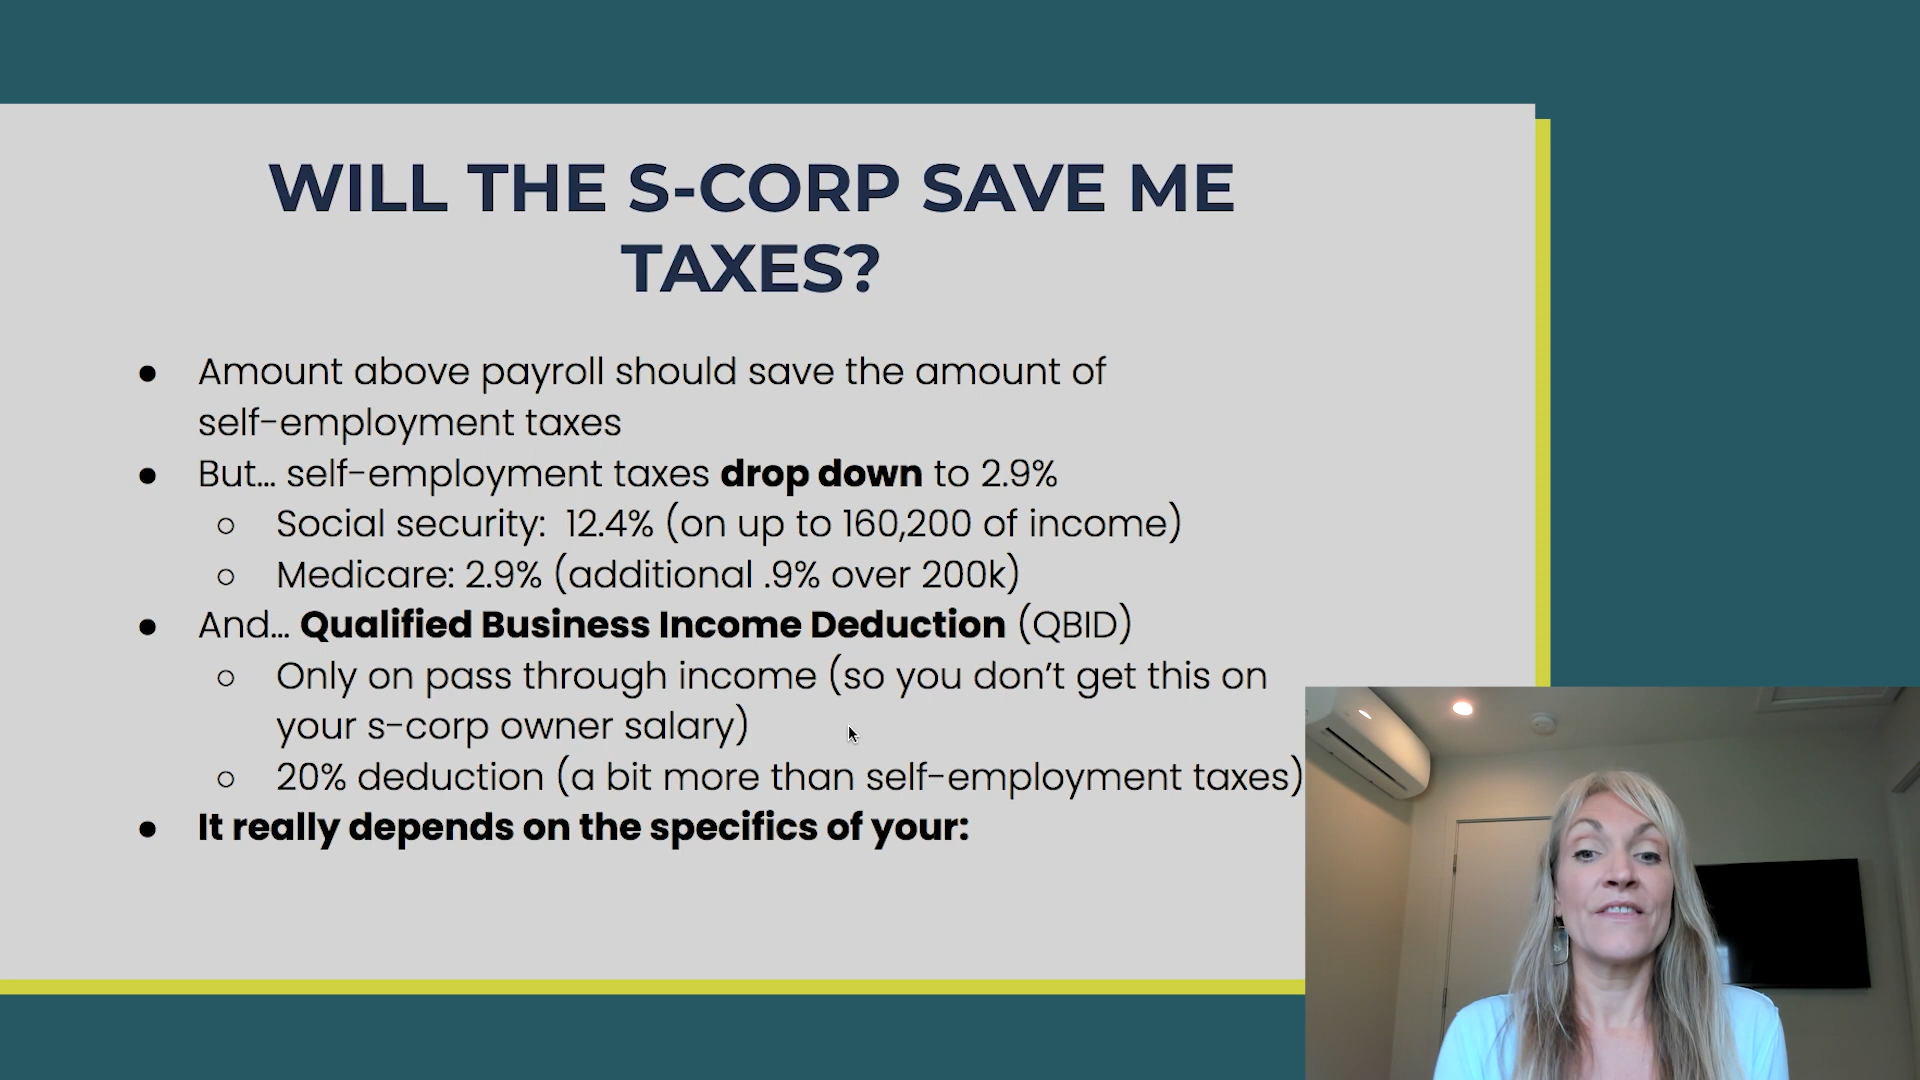 WILL THE S-CORP SAVE ME
TAXES?
● Amount above payroll should save the amount of
self-employment taxes
● But... self-employment taxes drop down to 2.9%
○ Social security:  12.4% (on up to 160,200 of income)
○ Medicare: 2.9% (additional .9% over 200k)
● And... Qualified Business Income Deduction (QBID)
○ Only on pass through income (so you don’t get this on
your s-corp owner salary)
○ 20% deduction (a bit more than self-employment taxes)
● It really depends on the specifics of your: